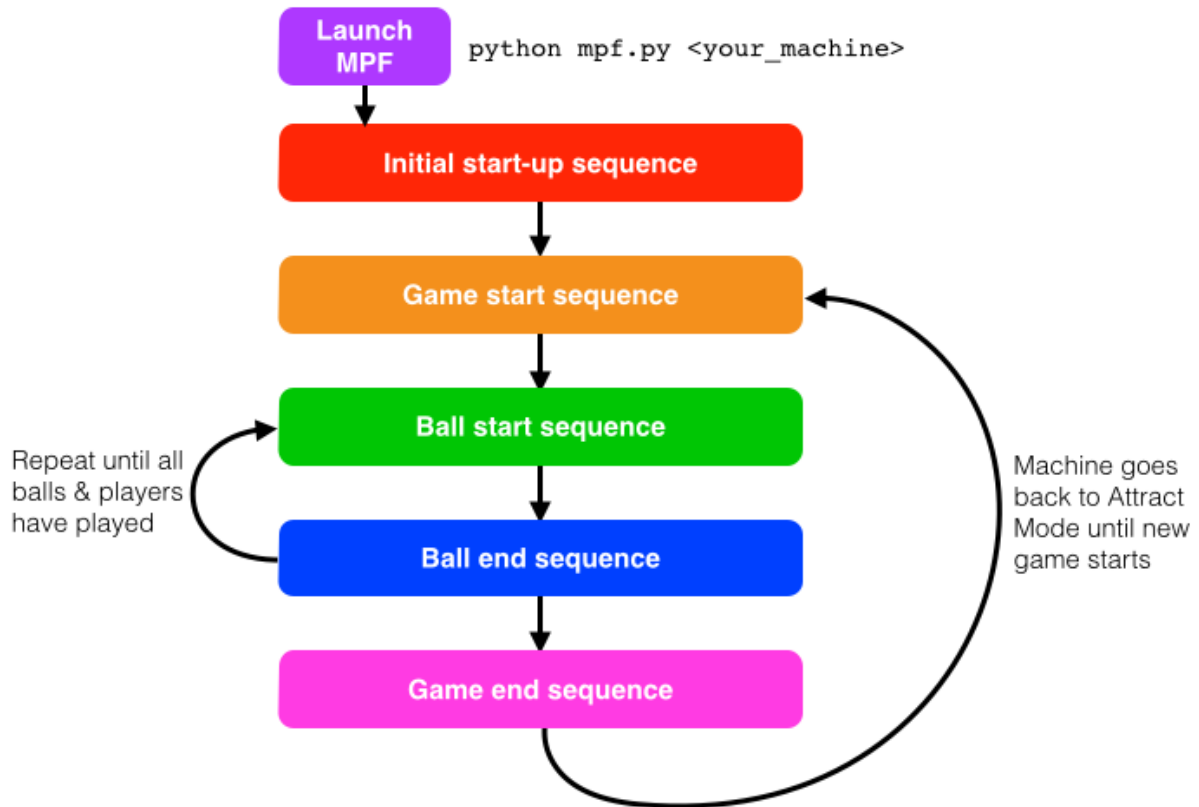 Launch
MPF
python mpf.py <your_machine>
Initial start-up sequence
Game start sequence
Ball start sequence
Repeat until all
balls & players
have played
Machine goes
back to Attract
Mode until new
game starts
Ball end sequence
Game end sequence